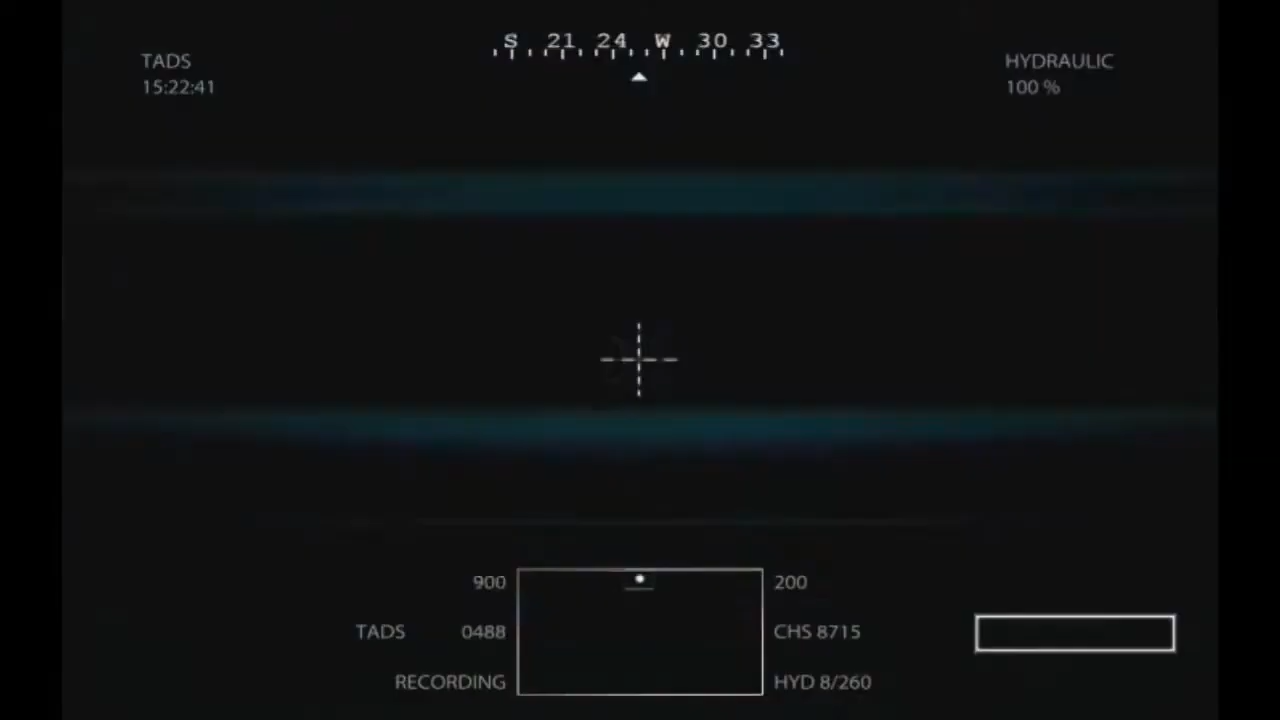 S 21 24 W 30 33
TADS
15:22:41
HYDRAULIC
100 %
900
200
TADS 0488
CHS 8715
RECORDING
HYD 8/260